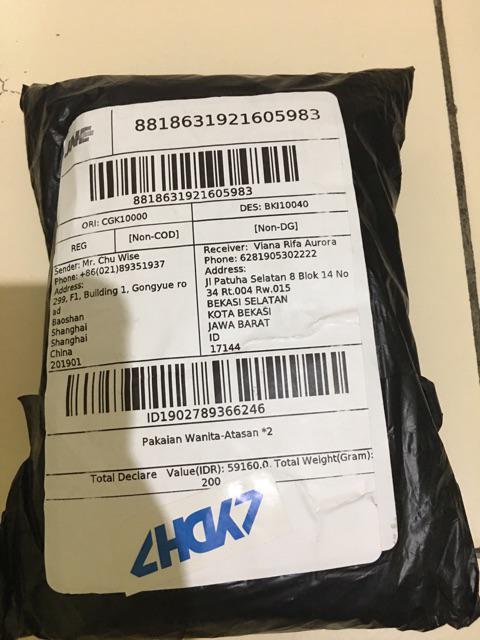 JNE
8818631921605983
8818631921605983
ORI: CGK10000
DES: BKI10040
REG
[Non-COD]
[Non-DG]
Sender: Mr. Chu Wise
Phone: +86(021)89351937
Address:
299, F1, Building 1, Gongyue ro
ad
Baoshan
Shanghai
Shanghai
China
201901
Receiver: Viana Rifa Aurora
Phone: 6281905302222
Address:
Jl Patuha Selatan 8 Blok 14 No
34 Rt.004 Rw.015
BEKASI SELATAN
KOTA BEKASI
JAWA BARAT
ID
17144
ID1902789366246
Pakaian Wanita-Atasan *2
Total Declare Value(IDR): 59160.0 Total Weight(Gram):
200